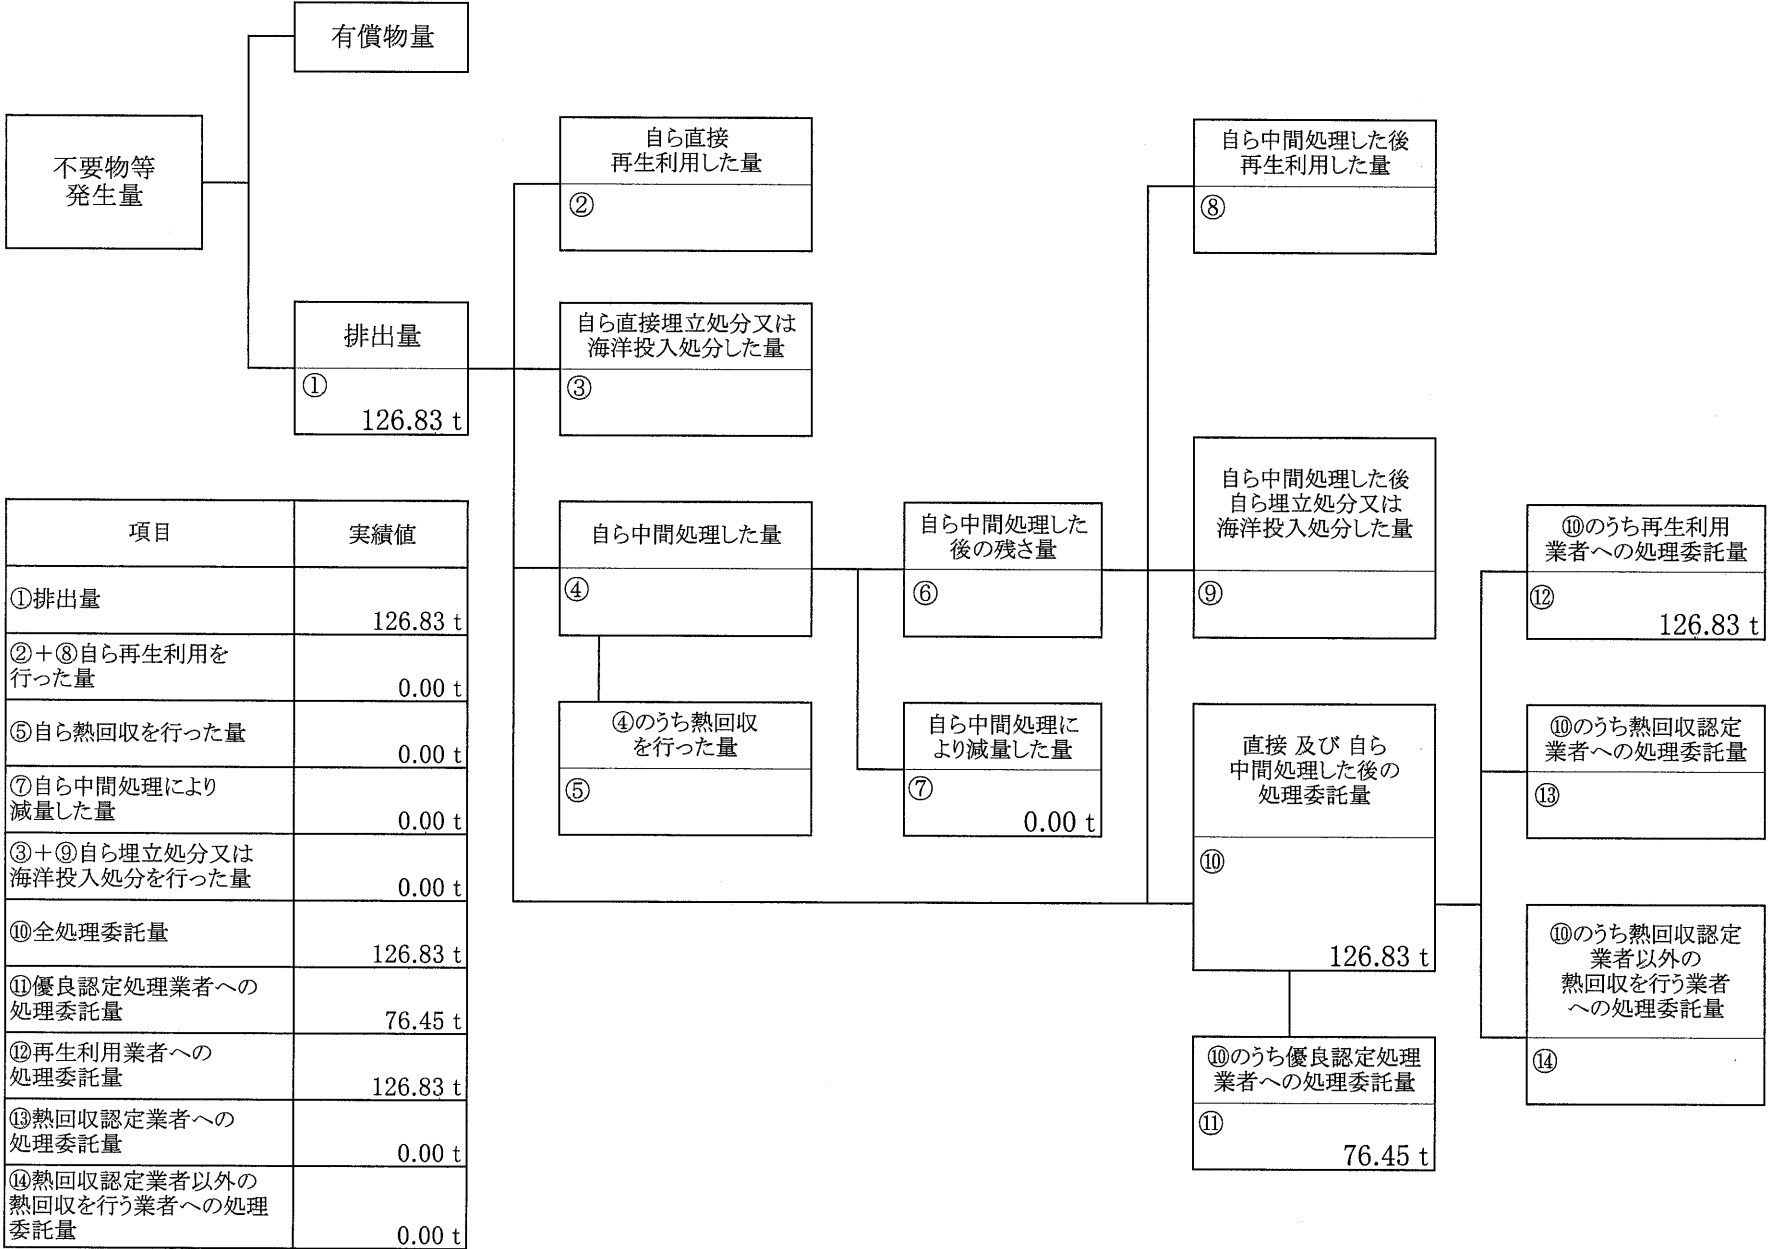 有償物量
不要物等
発生量
排出量
①
126.83 t
自ら直接
再生利用した量
②
自ら直接埋立処分又は
海洋投入処分した量
③
自ら中間処理した量
④
④のうち熱回収
を行った量
⑤
自ら中間処理した
後の残さ量
⑥
自ら中間処理に
より減量した量
⑦
0.00 t
自ら中間処理した後
再生利用した量
⑧
自ら中間処理した後
自ら埋立処分又は
海洋投入処分した量
⑨
直接 及び 自ら
中間処理した後の
処理委託量
⑩
126.83 t
⑩のうち優良認定処理
業者への処理委託量
⑪
76.45 t
⑩のうち再生利用
業者への処理委託量
⑫
126.83 t
⑩のうち熱回収認定
業者への処理委託量
⑬
⑩のうち熱回収認定
業者以外の
熱回収を行う業者
への処理委託量
⑭
項目 実績値
①排出量
126.83 t
②＋⑧自ら再生利用を
行った量
0.00 t
⑤自ら熱回収を行った量
0.00 t
⑦自ら中間処理により
減量した量
0.00 t
③＋⑨自ら埋立処分又は
海洋投入処分を行った量
0.00 t
⑩全処理委託量
126.83 t
⑪優良認定処理業者への
処理委託量
76.45 t
⑫再生利用業者への
処理委託量
126.83 t
⑬熱回収認定業者への
処理委託量
0.00 t
⑭熱回収認定業者以外の
熱回収を行う業者への処理
委託量
0.00 t